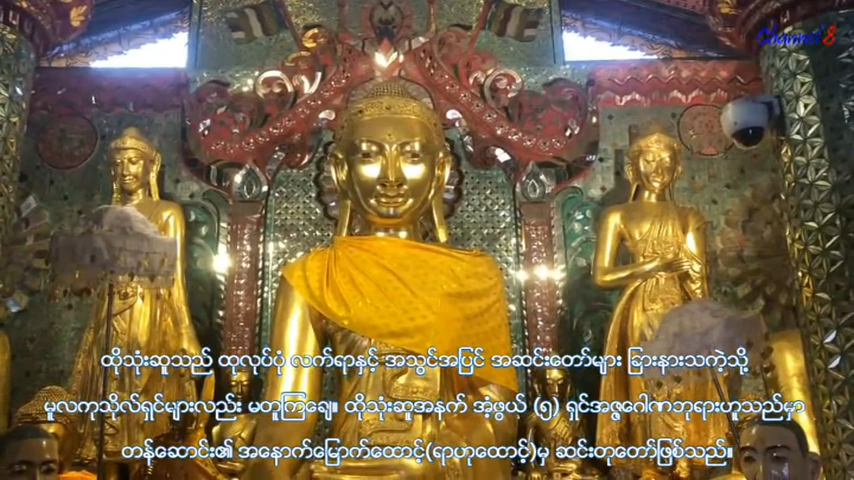 Channel 8
ထိုသုံးဆူသည် ထုလုပ်ပုံ လက်ရာနှင့် အသွင်အပြင် အဆင်းတော်များ ခြားနားသကဲ့သို့
မူလကုသိုလ်ရှင်များလည်း မတူကြချေ။ ထိုသုံးဆူအနက် အံ့ဖွယ် (၅) ရှင်အဇ္ဇဂေါဏဘုရားဟူသည်မှာ
တန်ဆောင်း၏ အနောက်မြောက်ထောင့်(ရာဟုထောင့်)မှ ဆင်းတုတော်ဖြစ်သည်။